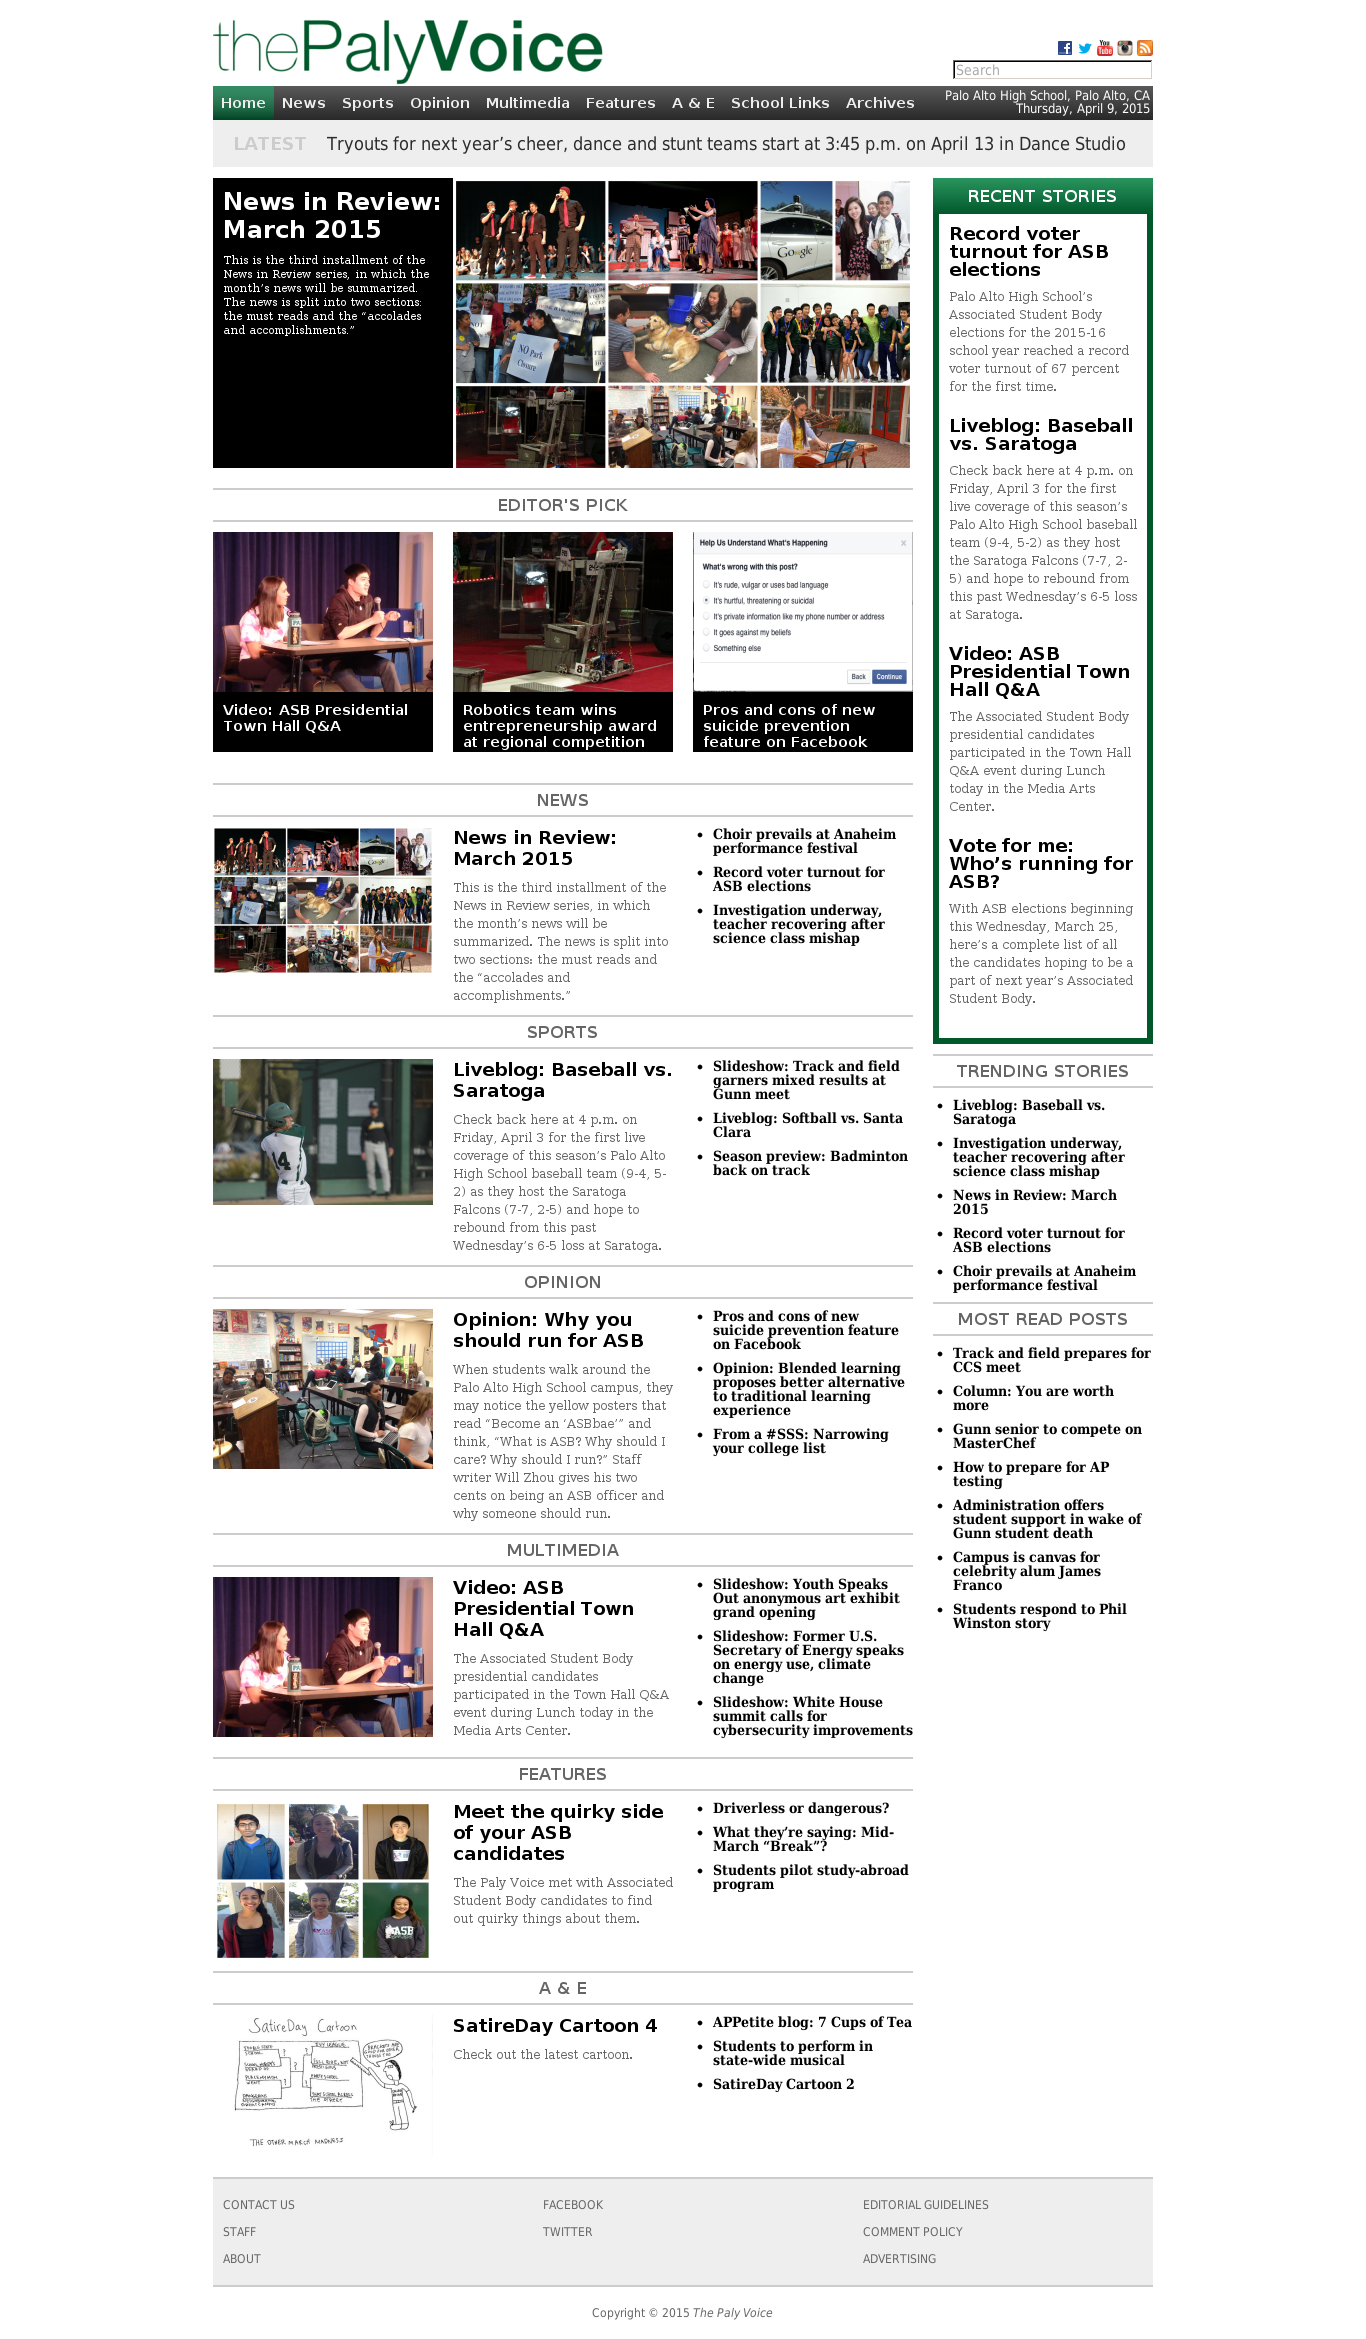 thePalyVoice
Search
Home News Sports Opinion Multimedia Features A & E School Links Archives
Palo Alto High School, Palo Alto, CA
Thursday, April 9, 2015
LATEST Tryouts for next year’s cheer, dance and stunt teams start at 3:45 p.m. on April 13 in Dance Studio
News in Review:
March 2015
This is the third installment of the
News in Review series, in which the
month’s news will be summarized.
The news is split into two sections:
the must reads and the “accolades
and accomplishments.”
Google
NO Park
Closure
EDITOR'S PICK
Help Us Understand What's Happening
What's wrong with this post?
It's rude, vulgar or uses bad language
It's hurtful, threatening or suicidal
It's private information like my phone number or address
It goes against my beliefs
Something else
Back Continue
Video: ASB Presidential
Town Hall Q&A
Robotics team wins
entrepreneurship award
at regional competition
Pros and cons of new
suicide prevention
feature on Facebook
NEWS
News in Review:
March 2015
This is the third installment of the
News in Review series, in which
the month’s news will be
summarized. The news is split into
two sections: the must reads and
the “accolades and
accomplishments.”
Choir prevails at Anaheim
performance festival
Record voter turnout for
ASB elections
Investigation underway,
teacher recovering after
science class mishap
SPORTS
Liveblog: Baseball vs.
Saratoga
Check back here at 4 p.m. on
Friday, April 3 for the first live
coverage of this season’s Palo Alto
High School baseball team (9-4, 5-
2) as they host the Saratoga
Falcons (7-7, 2-5) and hope to
rebound from this past
Wednesday’s 6-5 loss at Saratoga.
Slideshow: Track and field
garners mixed results at
Gunn meet
Liveblog: Softball vs. Santa
Clara
Season preview: Badminton
back on track
OPINION
Opinion: Why you
should run for ASB
When students walk around the
Palo Alto High School campus, they
may notice the yellow posters that
read “Become an ‘ASBbae’” and
think, “What is ASB? Why should I
care? Why should I run?” Staff
writer Will Zhou gives his two
cents on being an ASB officer and
why someone should run.
Pros and cons of new
suicide prevention feature
on Facebook
Opinion: Blended learning
proposes better alternative
to traditional learning
experience
From a #SSS: Narrowing
your college list
MULTIMEDIA
Video: ASB
Presidential Town
Hall Q&A
The Associated Student Body
presidential candidates
participated in the Town Hall Q&A
event during Lunch today in the
Media Arts Center.
Slideshow: Youth Speaks
Out anonymous art exhibit
grand opening
Slideshow: Former U.S.
Secretary of Energy speaks
on energy use, climate
change
Slideshow: White House
summit calls for
cybersecurity improvements
FEATURES
Meet the quirky side
of your ASB
candidates
The Paly Voice met with Associated
Student Body candidates to find
out quirky things about them.
Driverless or dangerous?
What they’re saying: Mid-
March “Break”?
Students pilot study-abroad
program
A & E
SatireDay Cartoon
THE OTHER MARCH MADNESS
SatireDay Cartoon 4
Check out the latest cartoon.
APPetite blog: 7 Cups of Tea
Students to perform in
state-wide musical
SatireDay Cartoon 2
RECENT STORIES
Record voter
turnout for ASB
elections
Palo Alto High School’s
Associated Student Body
elections for the 2015-16
school year reached a record
voter turnout of 67 percent
for the first time.
Liveblog: Baseball
vs. Saratoga
Check back here at 4 p.m. on
Friday, April 3 for the first
live coverage of this season’s
Palo Alto High School baseball
team (9-4, 5-2) as they host
the Saratoga Falcons (7-7, 2-
5) and hope to rebound from
this past Wednesday’s 6-5 loss
at Saratoga.
Video: ASB
Presidential Town
Hall Q&A
The Associated Student Body
presidential candidates
participated in the Town Hall
Q&A event during Lunch
today in the Media Arts
Center.
Vote for me:
Who’s running for
ASB?
With ASB elections beginning
this Wednesday, March 25,
here’s a complete list of all
the candidates hoping to be a
part of next year’s Associated
Student Body.
TRENDING STORIES
Liveblog: Baseball vs.
Saratoga
Investigation underway,
teacher recovering after
science class mishap
News in Review: March
2015
Record voter turnout for
ASB elections
Choir prevails at Anaheim
performance festival
MOST READ POSTS
Track and field prepares for
CCS meet
Column: You are worth
more
Gunn senior to compete on
MasterChef
How to prepare for AP
testing
Administration offers
student support in wake of
Gunn student death
Campus is canvas for
celebrity alum James
Franco
Students respond to Phil
Winston story
CONTACT US
STAFF
ABOUT
FACEBOOK
TWITTER
EDITORIAL GUIDELINES
COMMENT POLICY
ADVERTISING
Copyright © 2015 The Paly Voice